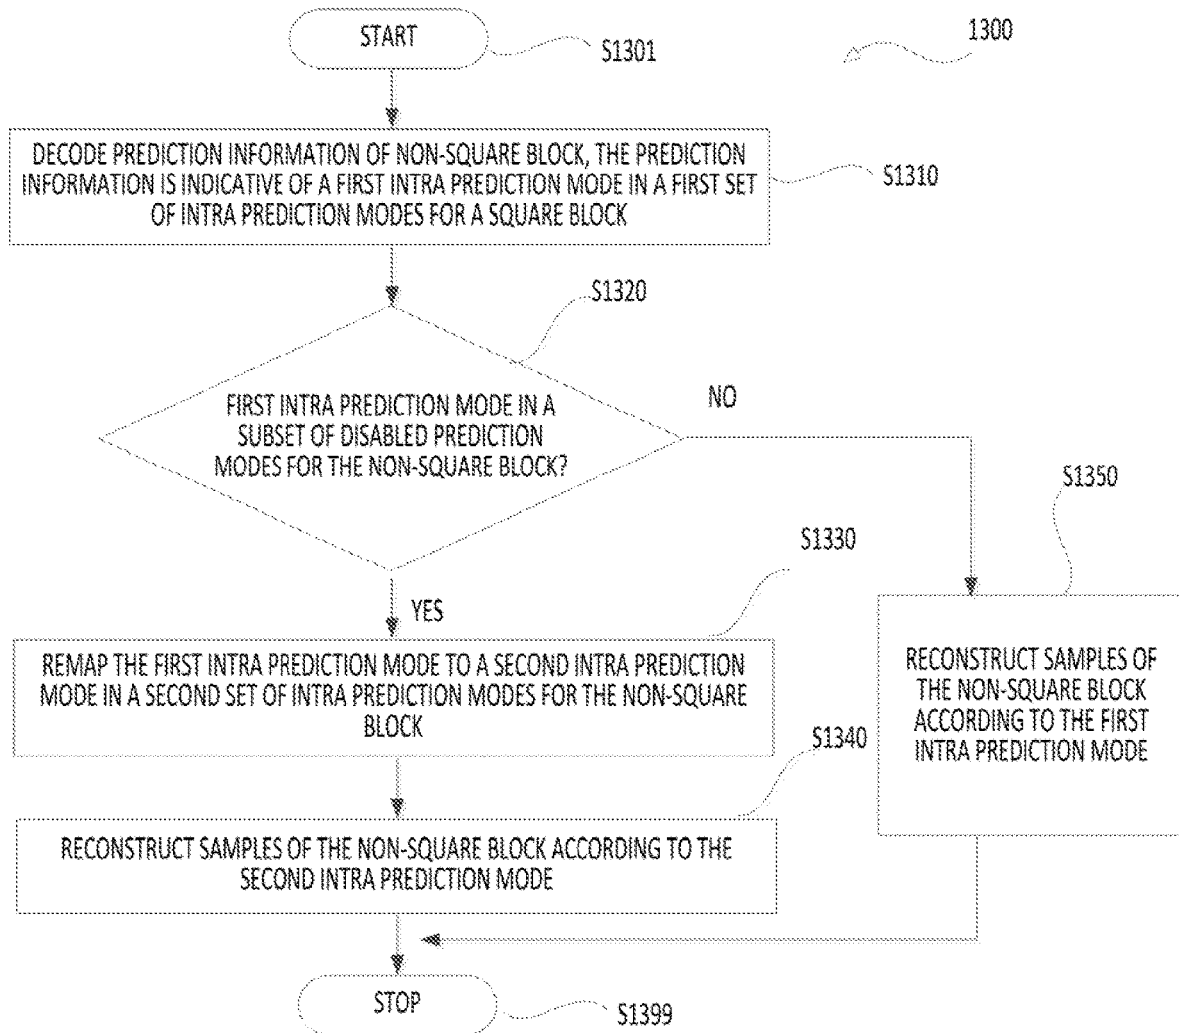 START
S1301
1300
DECODE PREDICTION INFORMATION OF NON-SQUARE BLOCK, THE PREDICTION
INFORMATION IS INDICATIVE OF A FIRST INTRA PREDICTION MODE IN A FIRST SET
OF INTRA PREDICTION MODES FOR A SQUARE BLOCK
S1310
S1320
FIRST INTRA PREDICTION MODE IN A
SUBSET OF DISABLED PREDICTION
MODES FOR THE NON-SQUARE BLOCK?
NO
S1350
S1330
YES
REMAP THE FIRST INTRA PREDICTION MODE TO A SECOND INTRA PREDICTION
MODE IN A SECOND SET OF INTRA PREDICTION MODES FOR THE NON-SQUARE
BLOCK
RECONSTRUCT SAMPLES OF
THE NON-SQUARE BLOCK
ACCORDING TO THE FIRST
INTRA PREDICTION MODE
S1340
RECONSTRUCT SAMPLES OF THE NON-SQUARE BLOCK ACCORDING TO THE
SECOND INTRA PREDICTION MODE
STOP
S1399